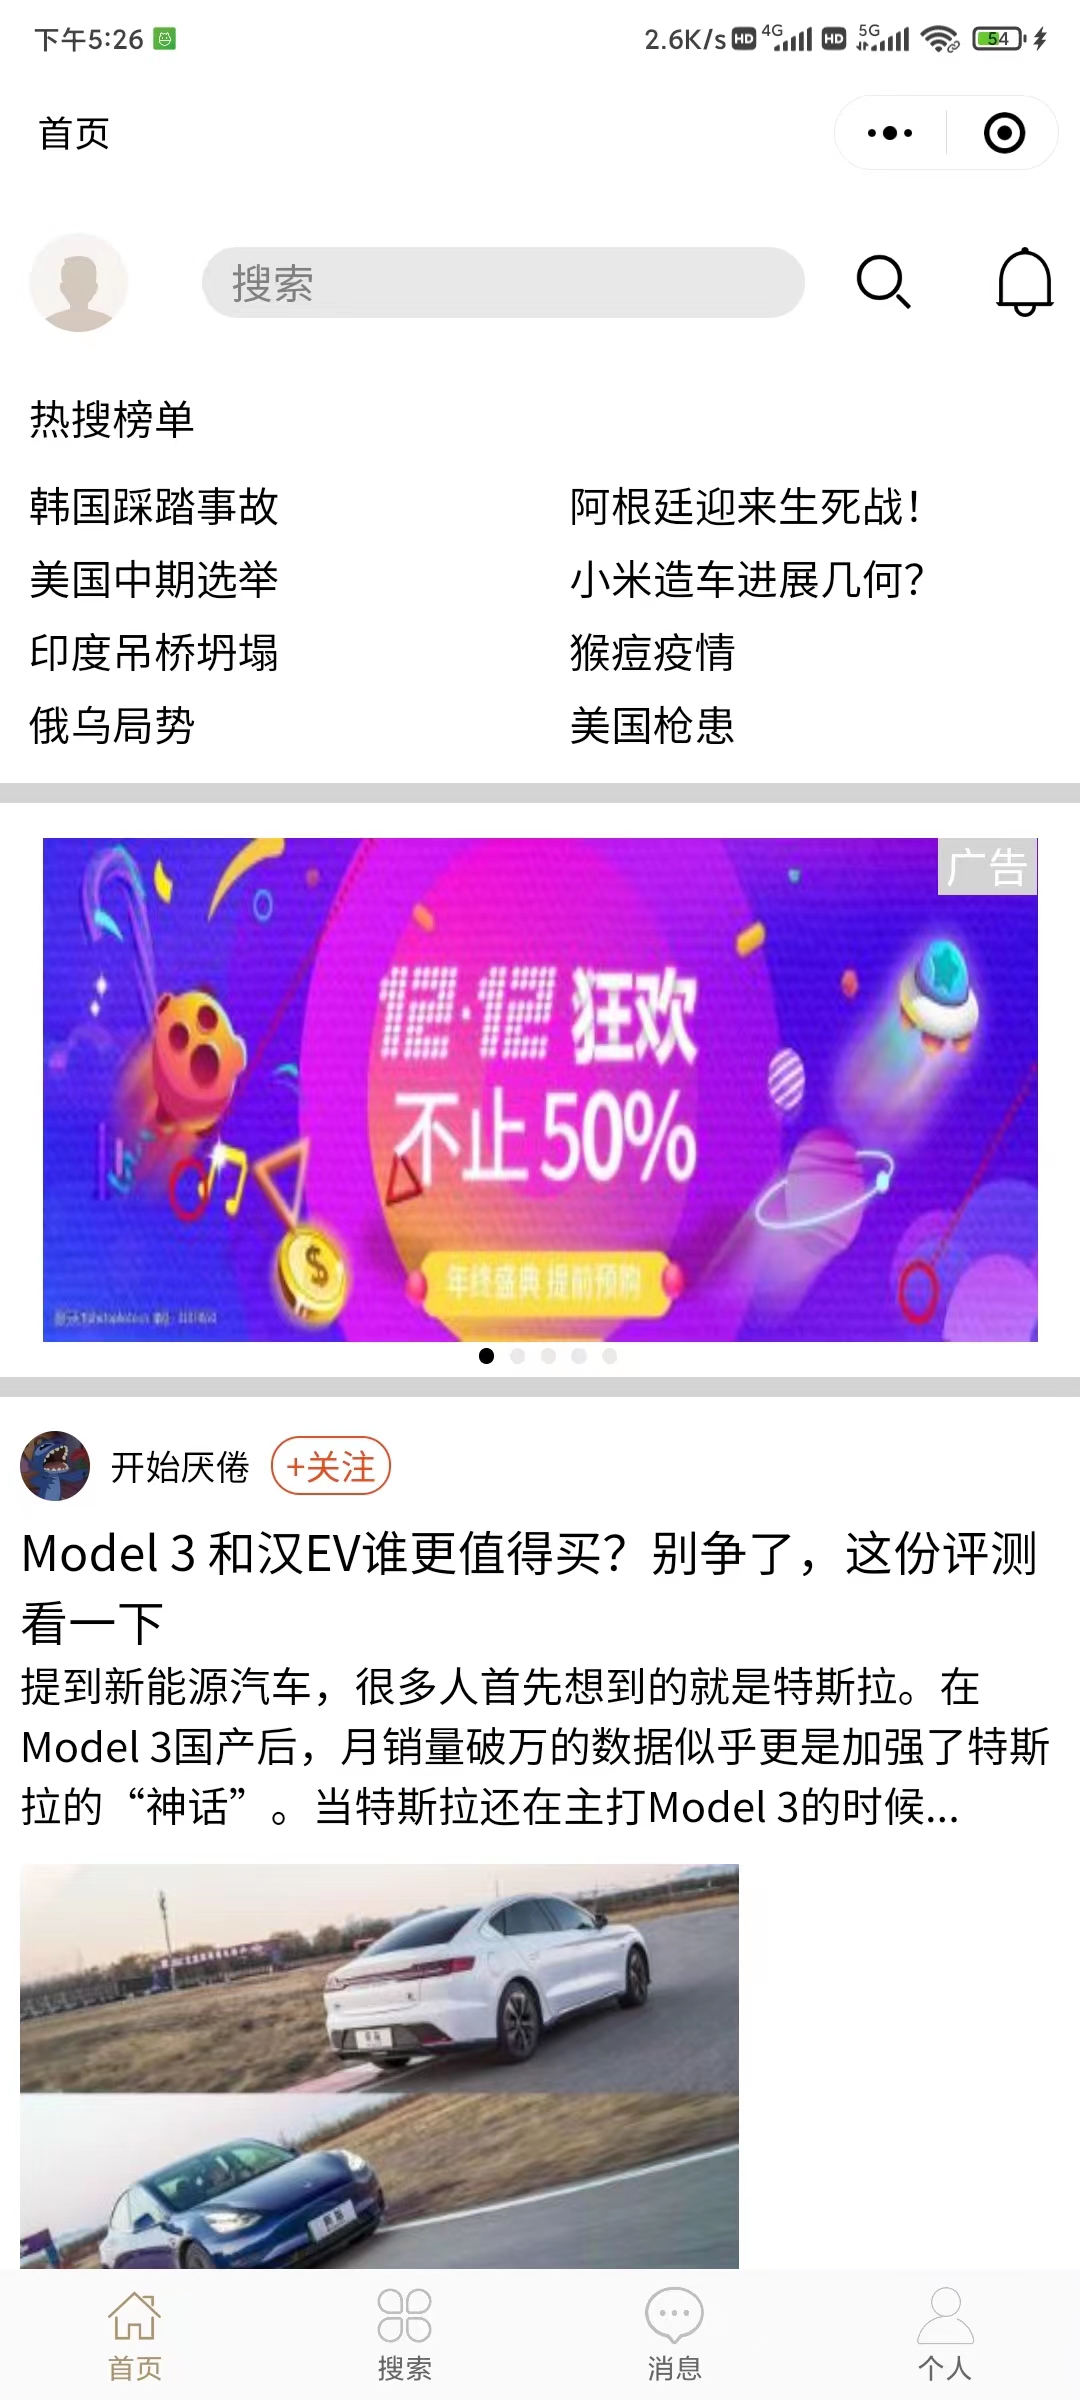 下午5:26
2.6K/s HD 4G HD 5G 54
首页
搜索
热搜榜单
韩国踩踏事故
阿根廷迎来生死战!
美国中期选举
小米造车进展几何?
印度吊桥坍塌
猴痘疫情
俄乌局势
美国枪患
广告
12·12 狂欢
不止50%
年终盛典 提前预购
开始厌倦
+关注
Model 3 和汉EV谁更值得买？别争了，这份评测
看一下
提到新能源汽车，很多人首先想到的就是特斯拉。在
Model 3国产后，月销量破万的数据似乎更是加强了特斯
拉的“神话”。当特斯拉还在主打Model 3的时候...
首页
搜索
消息
个人